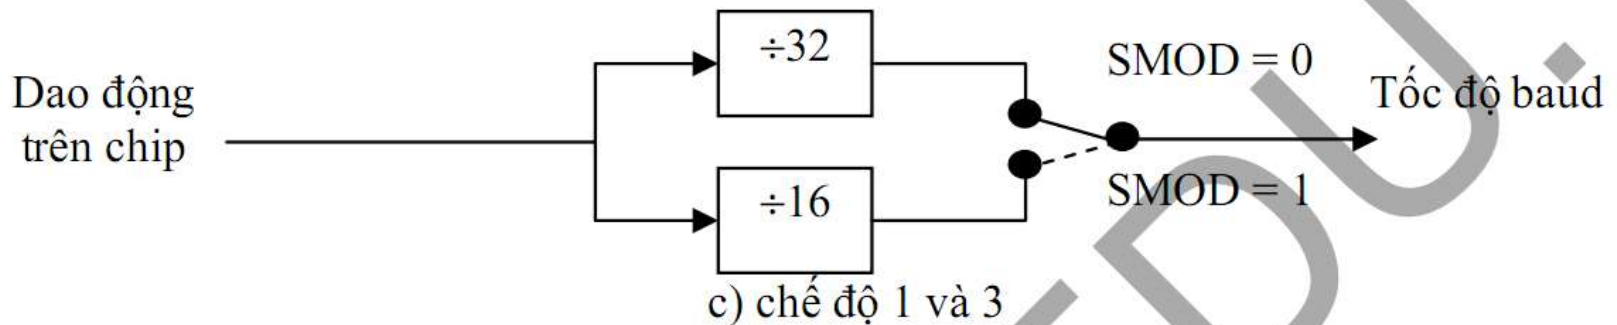 Dao động
trên chip
÷32
÷16
SMOD = 0
SMOD = 1
Tốc độ baud
c) chế độ 1 và 3